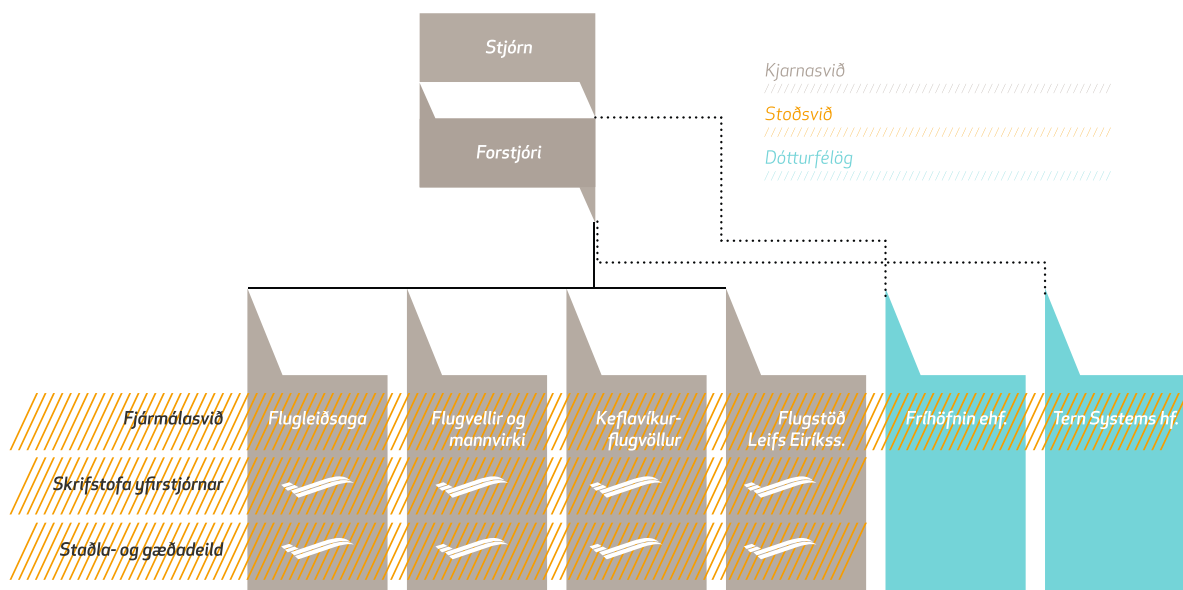 Stjórn
Forstjóri
Kjarnasvið
Stoðsvið
Dótturfélög
Fjármálasvið
Flugleiðsaga
Flugvellir og
mannvirki
Keflavíkur-
flugvöllur
Flugstöð
Leifs Eiríkss.
Fríhöfnin ehf.
Tern Systems hf.
Skrifstofa yfirstjórnar
Staðla- og gæðadeild